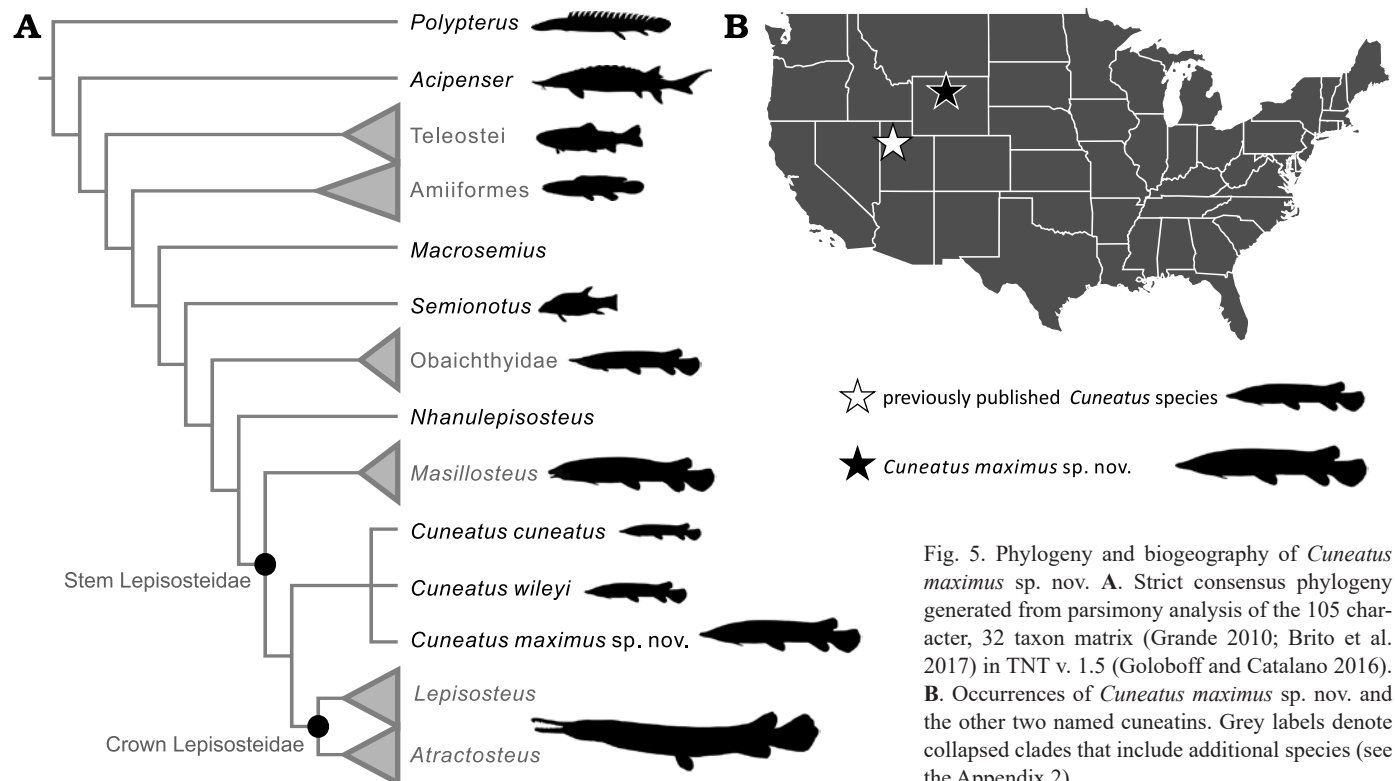 A
Polypterus
Acipenser
Teleostei
Amiiformes
Macrosemius
Semionotus
Obaichthyidae
Nhanulepisosteus
Masillosteus
Cuneatus cuneatus
Stem Lepisosteidae
Cuneatus wileyi
Cuneatus maximus sp. nov.
Lepisosteus
Crown Lepisosteidae
Atractosteus
B
previously published Cuneatus species
Cuneatus maximus sp. nov.
Fig. 5. Phylogeny and biogeography of Cuneatus
maximus sp. nov. A. Strict consensus phylogeny
generated from parsimony analysis of the 105 char-
acter, 32 taxon matrix (Grande 2010; Brito et al.
2017) in TNT v. 1.5 (Goloboff and Catalano 2016).
B. Occurrences of Cuneatus maximus sp. nov. and
the other two named cuneatins. Grey labels denote
collapsed clades that include additional species (see
the Appendix 2)